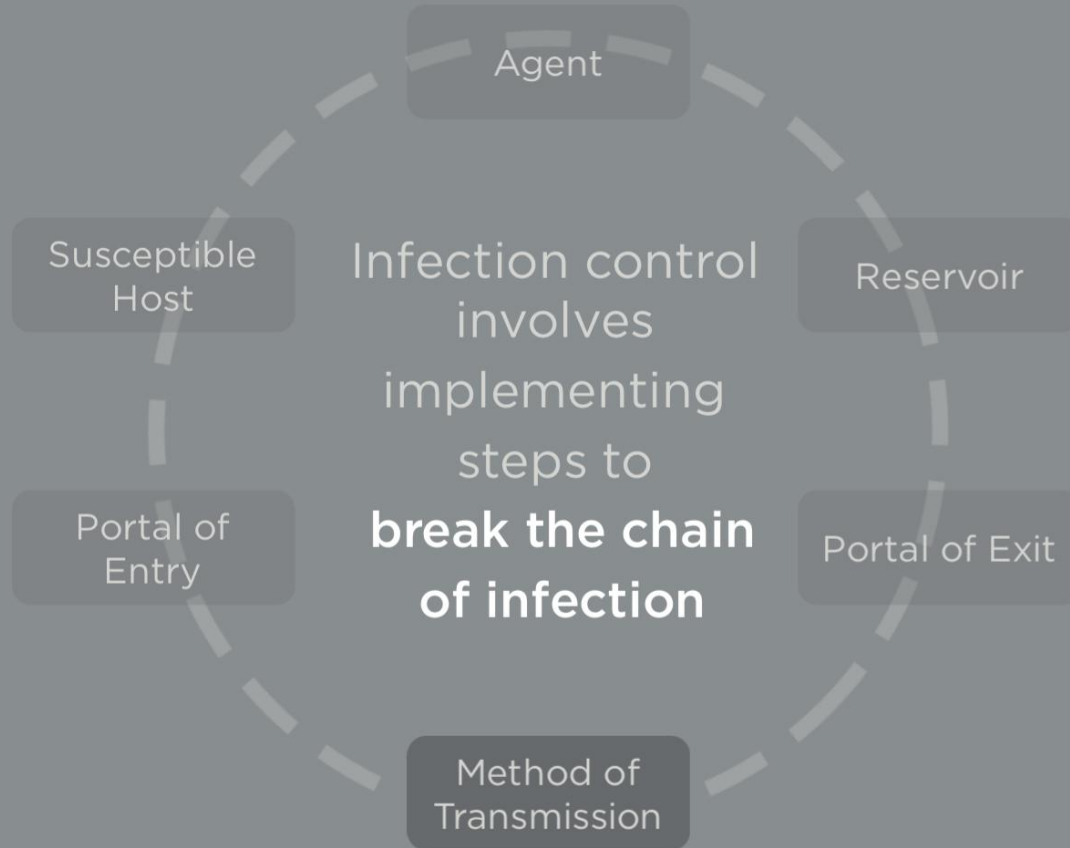 Agent
Susceptible
Host
Infection control
involves
implementing
steps to
break the chain
of infection
Reservoir
Portal of
Entry
Portal of Exit
Method of
Transmission